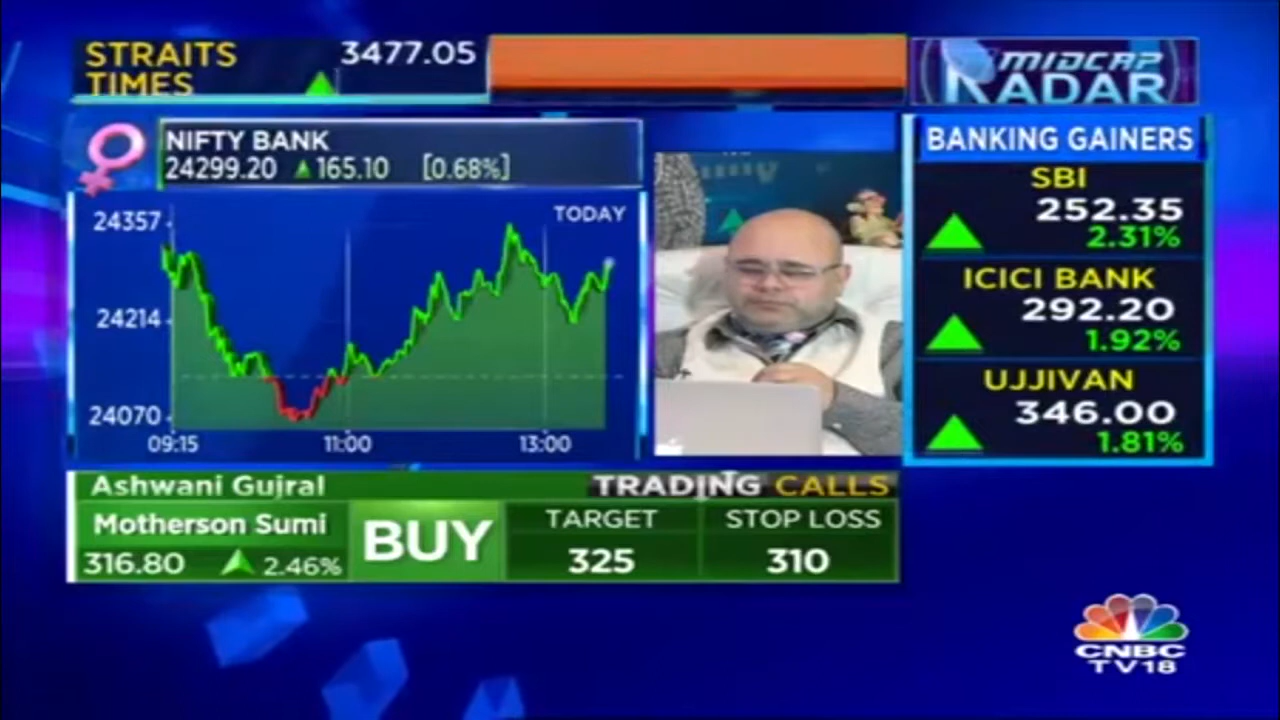 STRAITS
TIMES
3477.05
MIDCAP
RADAR
NIFTY BANK
24299.20 165.10 [0.68%]
TODAY
24357
24214
24070
09:15 11:00 13:00
BANKING GAINERS
SBI
252.35
2.31%
ICICI BANK
292.20
1.92%
UJJIVAN
346.00
1.81%
Ashwani Gujral
TRADING CALLS
Motherson Sumi
316.80 2.46%
BUY
TARGET
325
STOP LOSS
310
CNBC
TV18